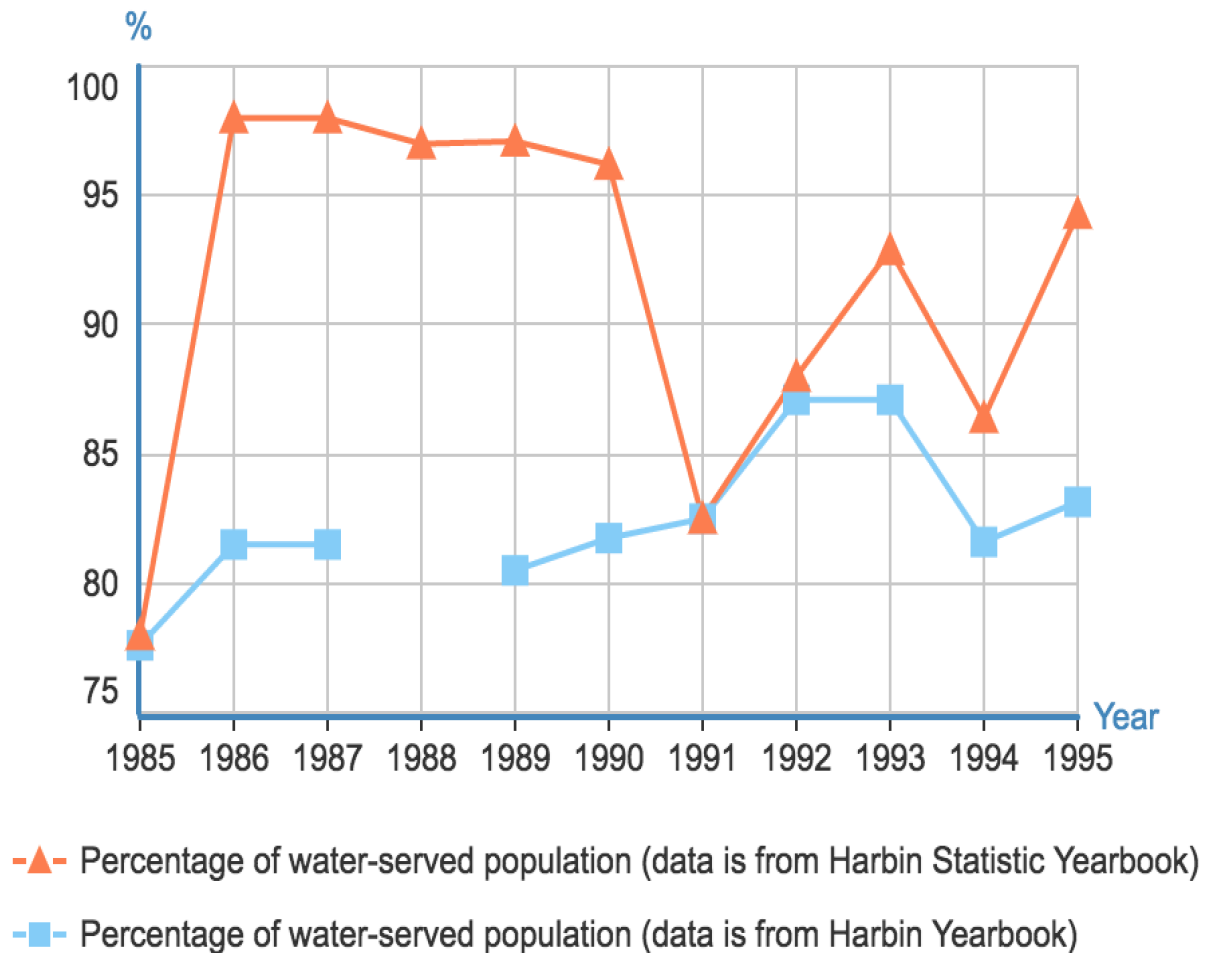 %
100
95
90
85
80
75
Year
1985 1986 1987 1988 1989 1990 1991 1992 1993 1994 1995
Percentage of water-served population (data is from Harbin Statistic Yearbook)
Percentage of water-served population (data is from Harbin Yearbook)